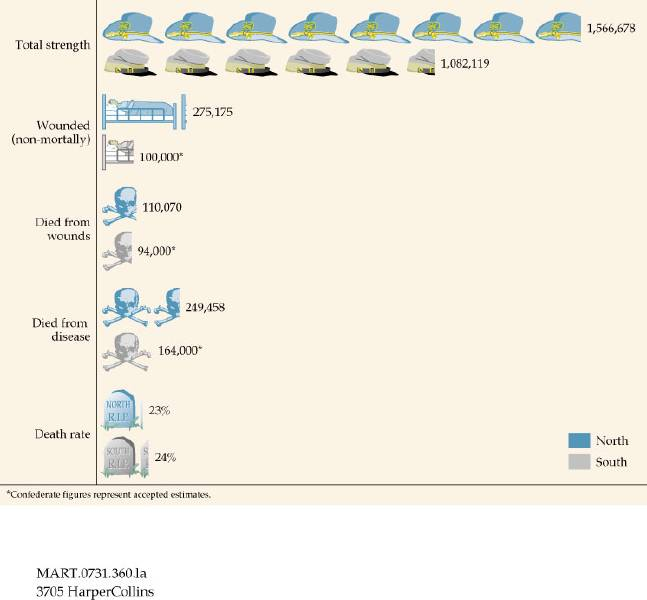 Total strength
1,566,678
1,082,119
Wounded
(non-mortally)
275,175
100,000*
Died from
wounds
110,070
94,000*
Died from
disease
249,458
164,000*
Death rate
NORTH
R.I.P.
23%
SOUTH
R.I.P.
S
24%
North
South
*Confederate figures represent accepted estimates.
MART.0731.360.la
3705 HarperCollins